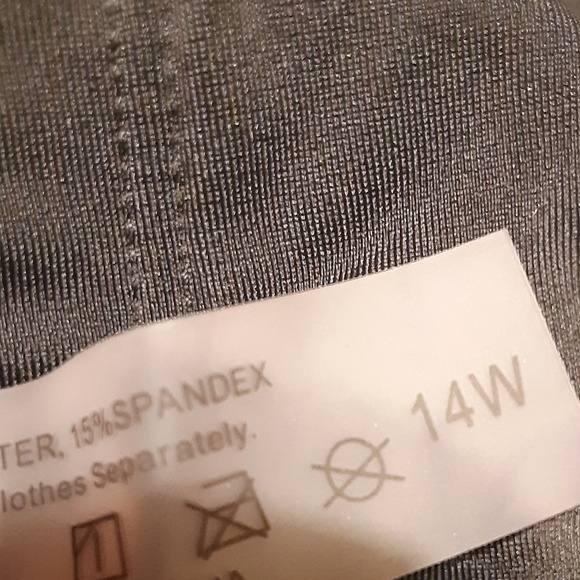 TER, 15%SPANDEX
lothes Separately.
14W